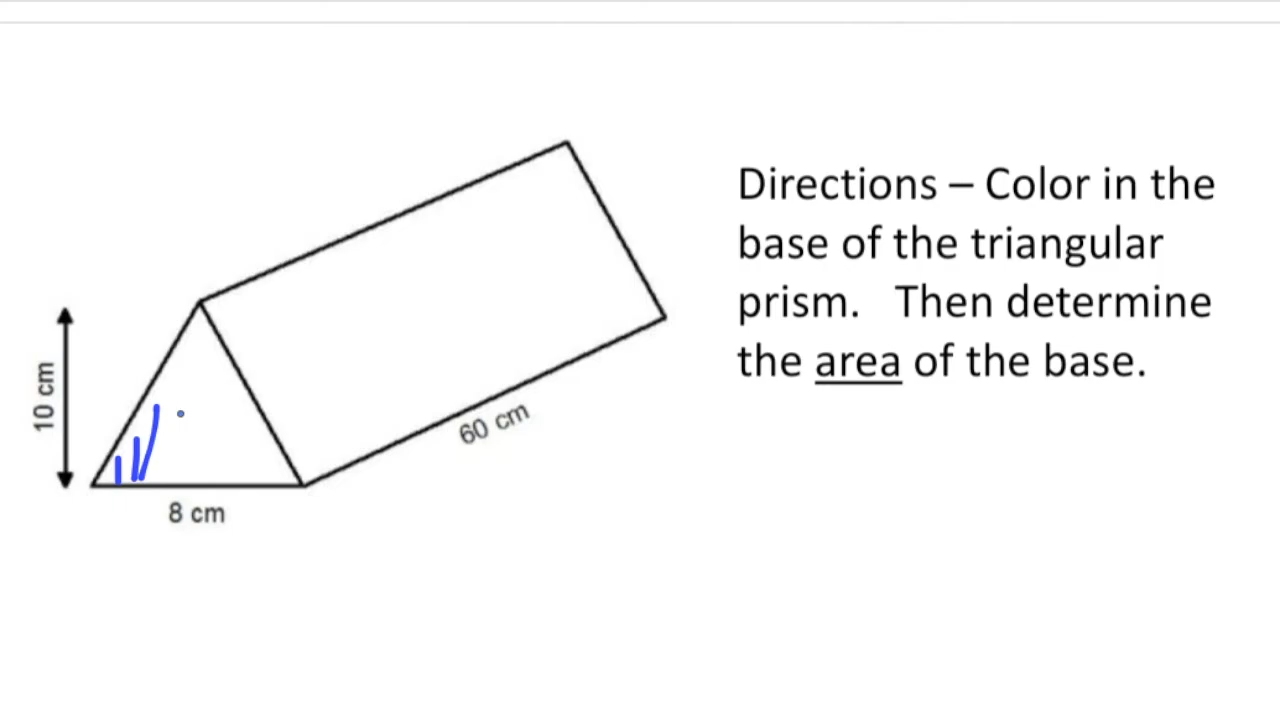 Directions – Color in the
base of the triangular
prism.   Then determine
the area of the base.
10 cm
8 cm
60 cm